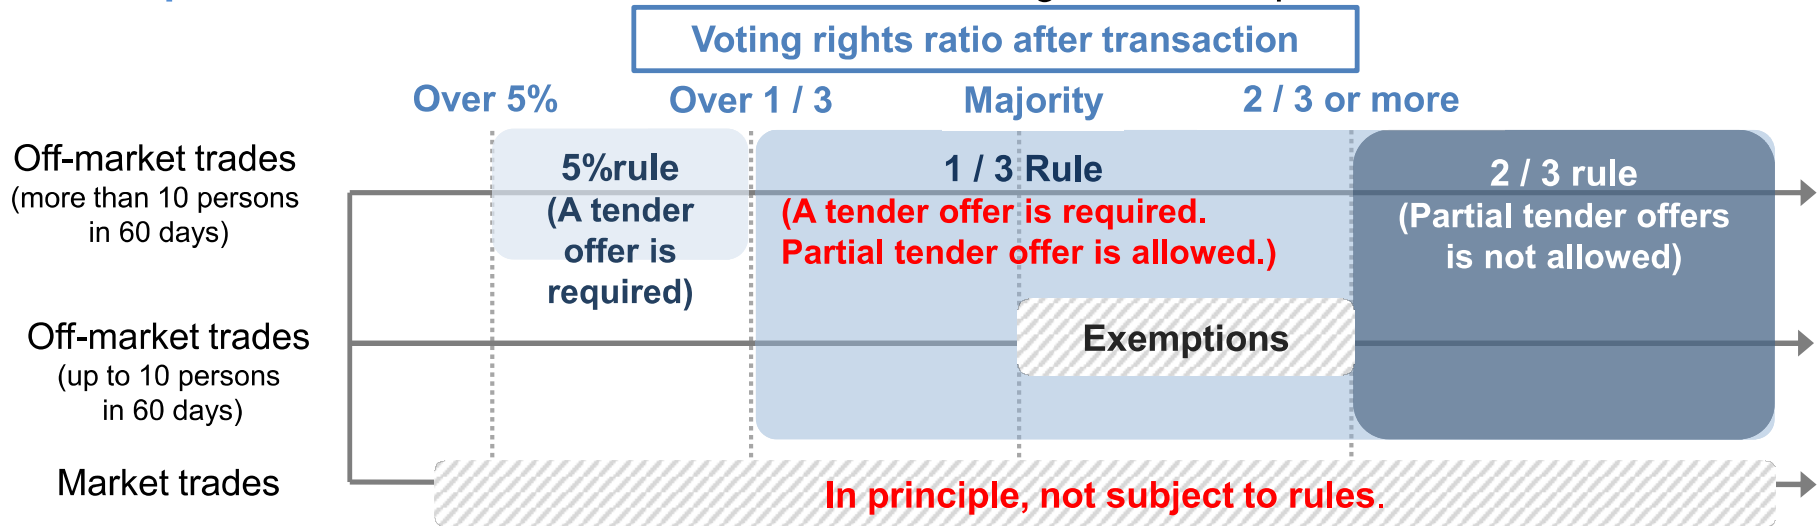 Voting rights ratio after transaction
Over 5%
Over 1 / 3
Majority
2 / 3 or more
Off-market trades
(more than 10 persons
in 60 days)
5%rule
(A tender
offer is
required)
1 / 3 Rule
(A tender offer is required.
Partial tender offer is allowed.)
2 / 3 rule
(Partial tender offers
is not allowed)
Off-market trades
(up to 10 persons
in 60 days)
Exemptions
Market trades
In principle, not subject to rules.